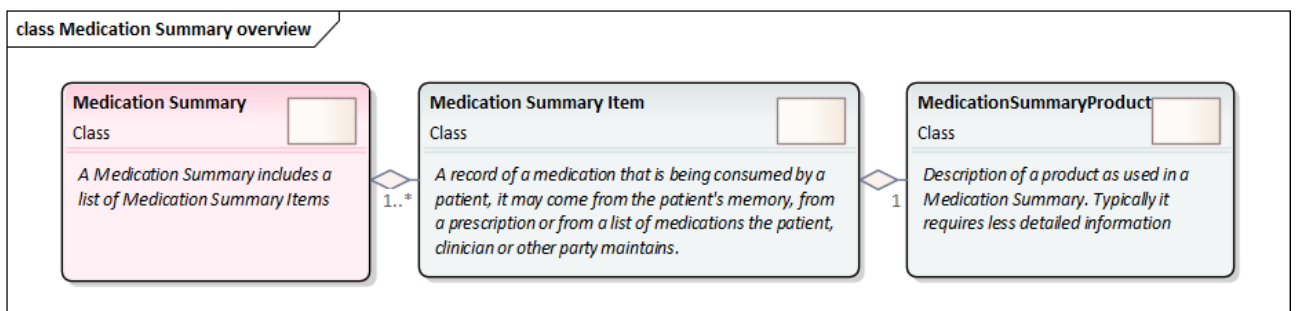 class Medication Summary overview
Medication Summary
Class
A Medication Summary includes a
list of Medication Summary Items
1..*
Medication Summary Item
Class
A record of a medication that is being consumed by a
patient, it may come from the patient's memory, from
a prescription or from a list of medications the patient,
clinician or other party maintains.
1
MedicationSummaryProduct
Class
Description of a product as used in a
Medication Summary. Typically it
requires less detailed information